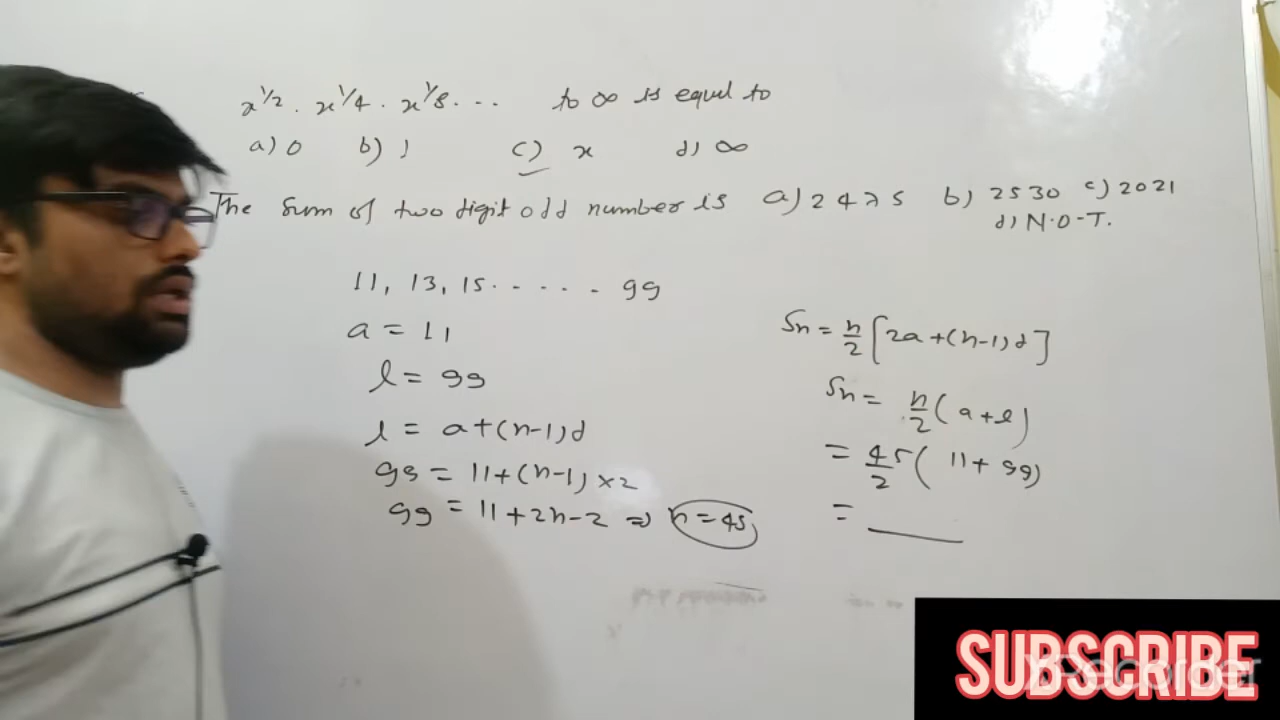 x^1/2 . x^1/4 . x^1/8 . . . to ∞ is equal to
a) 0 b) 1 c) x d) ∞
The sum of two digit odd number is a) 2475 b) 2530 c) 2021
d) N.O.T.
11, 13, 15 . . . . . . 99
a = 11
l = 99
l = a+(n-1)d
99 = 11+(n-1)×2
99 = 11+2n-2 ⇒ n = 45
Sn = n/2 [2a+(n-1)d]
Sn = n/2 (a+l)
= 45/2 (11+99)
= ___
SUBSCRIBE
XRecorder